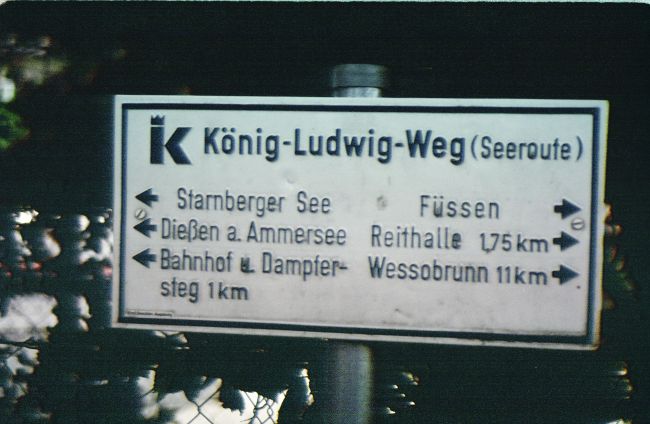 K König-Ludwig-Weg (Seeroute)
← Starnberger See Füssen →
← Dießen a. Ammersee Reithalle 1,75 km →
← Bahnhof u. Dampfer- Wessobrunn 11 km →
steg 1 km